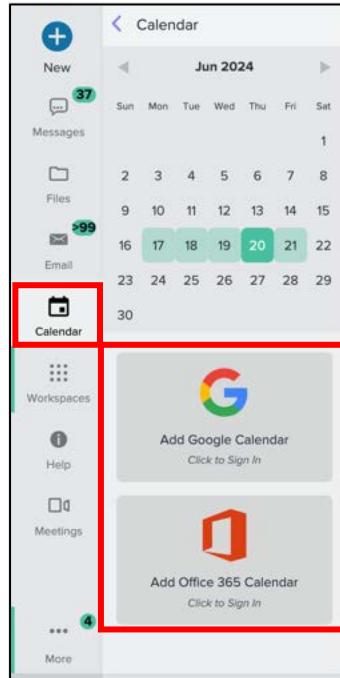 New
37
Messages
Files
>99
Email
Calendar
Workspaces
Help
Meetings
4
More
Calendar
Jun 2024
Sun Mon Tue Wed Thu Fri Sat
1
2 3 4 5 6 7 8
9 10 11 12 13 14 15
16 17 18 19 20 21 22
23 24 25 26 27 28 29
30
Add Google Calendar
Click to Sign In
Add Office 365 Calendar
Click to Sign In